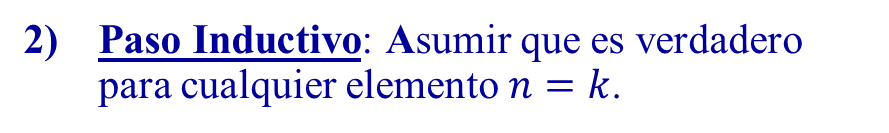 2) Paso Inductivo: Asumir que es verdadero
para cualquier elemento n = k.